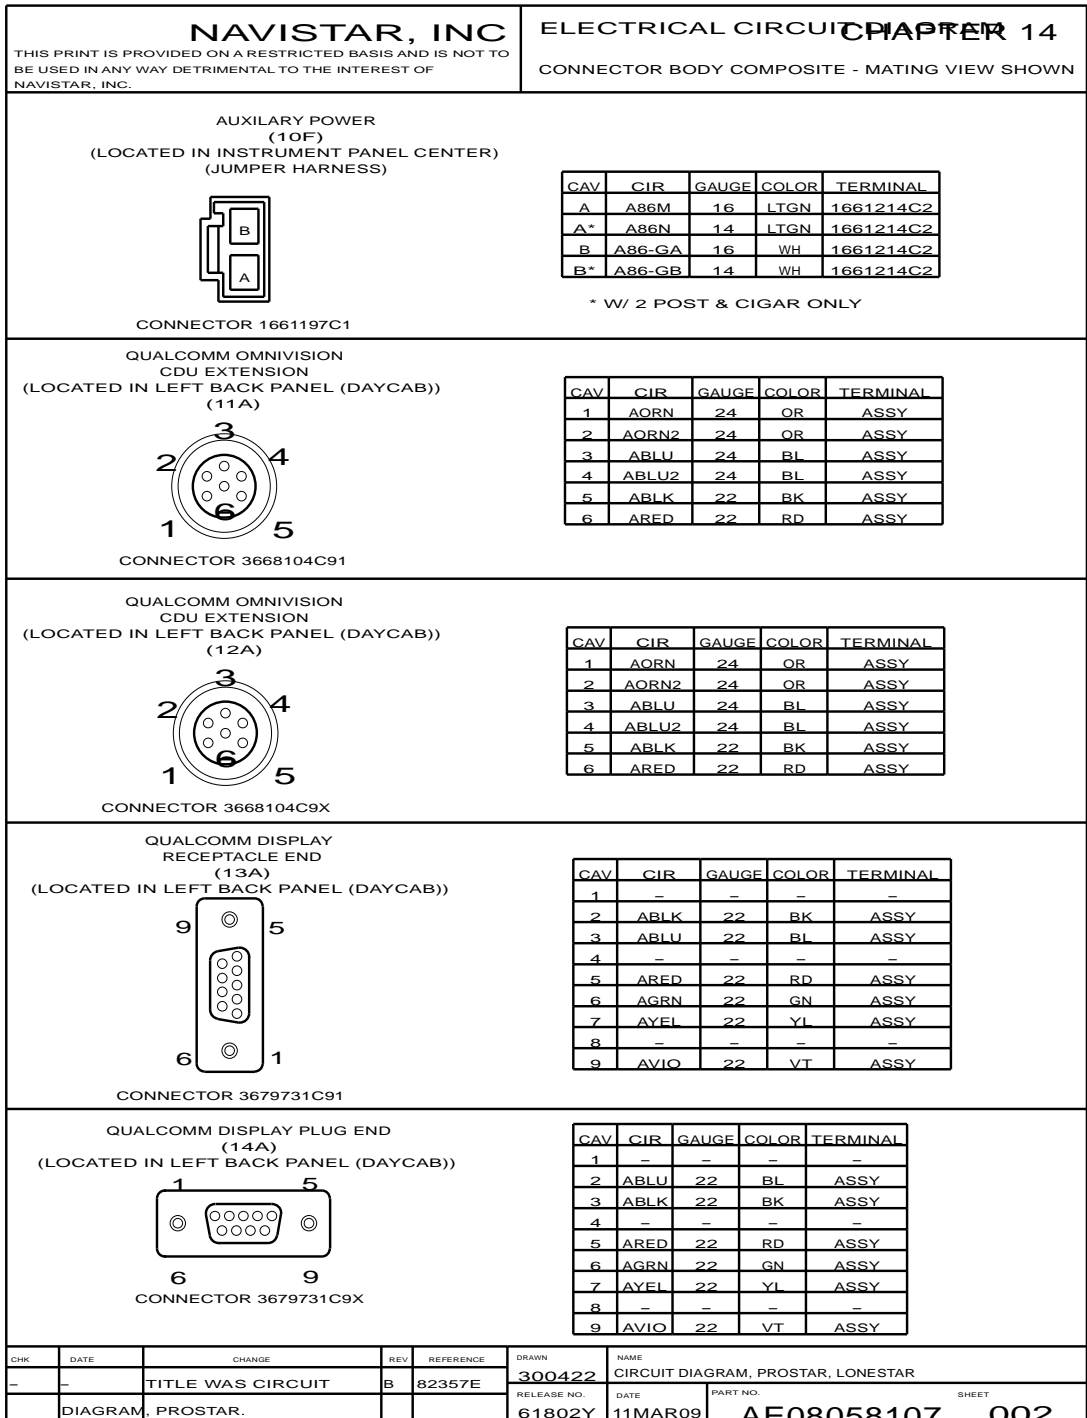 NAVISTAR, INC
THIS PRINT IS PROVIDED ON A RESTRICTED BASIS AND IS NOT TO
BE USED IN ANY WAY DETRIMENTAL TO THE INTEREST OF
NAVISTAR, INC.
ELECTRICAL CIRCUIT DIAGRAM
CHAPTER 14
CONNECTOR BODY COMPOSITE - MATING VIEW SHOWN
AUXILARY POWER
(10F)
(LOCATED IN INSTRUMENT PANEL CENTER)
(JUMPER HARNESS)
B
A
CONNECTOR 1661197C1
CAV CIR GAUGE COLOR TERMINAL
A A86M 16 LTGN 1661214C2
A* A86N 14 LTGN 1661214C2
B A86-GA 16 WH 1661214C2
B* A86-GB 14 WH 1661214C2
* W/ 2 POST & CIGAR ONLY
QUALCOMM OMNIVISION
CDU EXTENSION
(LOCATED IN LEFT BACK PANEL (DAYCAB))
(11A)
3
2 4
6
1 5
CONNECTOR 3668104C91
CAV CIR GAUGE COLOR TERMINAL
1 AORN 24 OR ASSY
2 AORN2 24 OR ASSY
3 ABLU 24 BL ASSY
4 ABLU2 24 BL ASSY
5 ABLK 22 BK ASSY
6 ARED 22 RD ASSY
QUALCOMM OMNIVISION
CDU EXTENSION
(LOCATED IN LEFT BACK PANEL (DAYCAB))
(12A)
3
2 4
6
1 5
CONNECTOR 3668104C9X
CAV CIR GAUGE COLOR TERMINAL
1 AORN 24 OR ASSY
2 AORN2 24 OR ASSY
3 ABLU 24 BL ASSY
4 ABLU2 24 BL ASSY
5 ABLK 22 BK ASSY
6 ARED 22 RD ASSY
QUALCOMM DISPLAY
RECEPTACLE END
(13A)
(LOCATED IN LEFT BACK PANEL (DAYCAB))
9 5
6 1
CONNECTOR 3679731C91
CAV CIR GAUGE COLOR TERMINAL
1 – – – –
2 ABLK 22 BK ASSY
3 ABLU 22 BL ASSY
4 – – – –
5 ARED 22 RD ASSY
6 AGRN 22 GN ASSY
7 AYEL 22 YL ASSY
8 – – – –
9 AVIO 22 VT ASSY
QUALCOMM DISPLAY PLUG END
(14A)
(LOCATED IN LEFT BACK PANEL (DAYCAB))
1 5
6 9
CONNECTOR 3679731C9X
CAV CIR GAUGE COLOR TERMINAL
1 – – – –
2 ABLU 22 BL ASSY
3 ABLK 22 BK ASSY
4 – – – –
5 ARED 22 RD ASSY
6 AGRN 22 GN ASSY
7 AYEL 22 YL ASSY
8 – – – –
9 AVIO 22 VT ASSY
CHK DATE CHANGE REV REFERENCE
– – TITLE WAS CIRCUIT B 82357E
DIAGRAM, PROSTAR.
DRAWN
300422
NAME
CIRCUIT DIAGRAM, PROSTAR, LONESTAR
RELEASE NO.
61802Y
DATE
11MAR09
PART NO.
AE08058107
SHEET
002